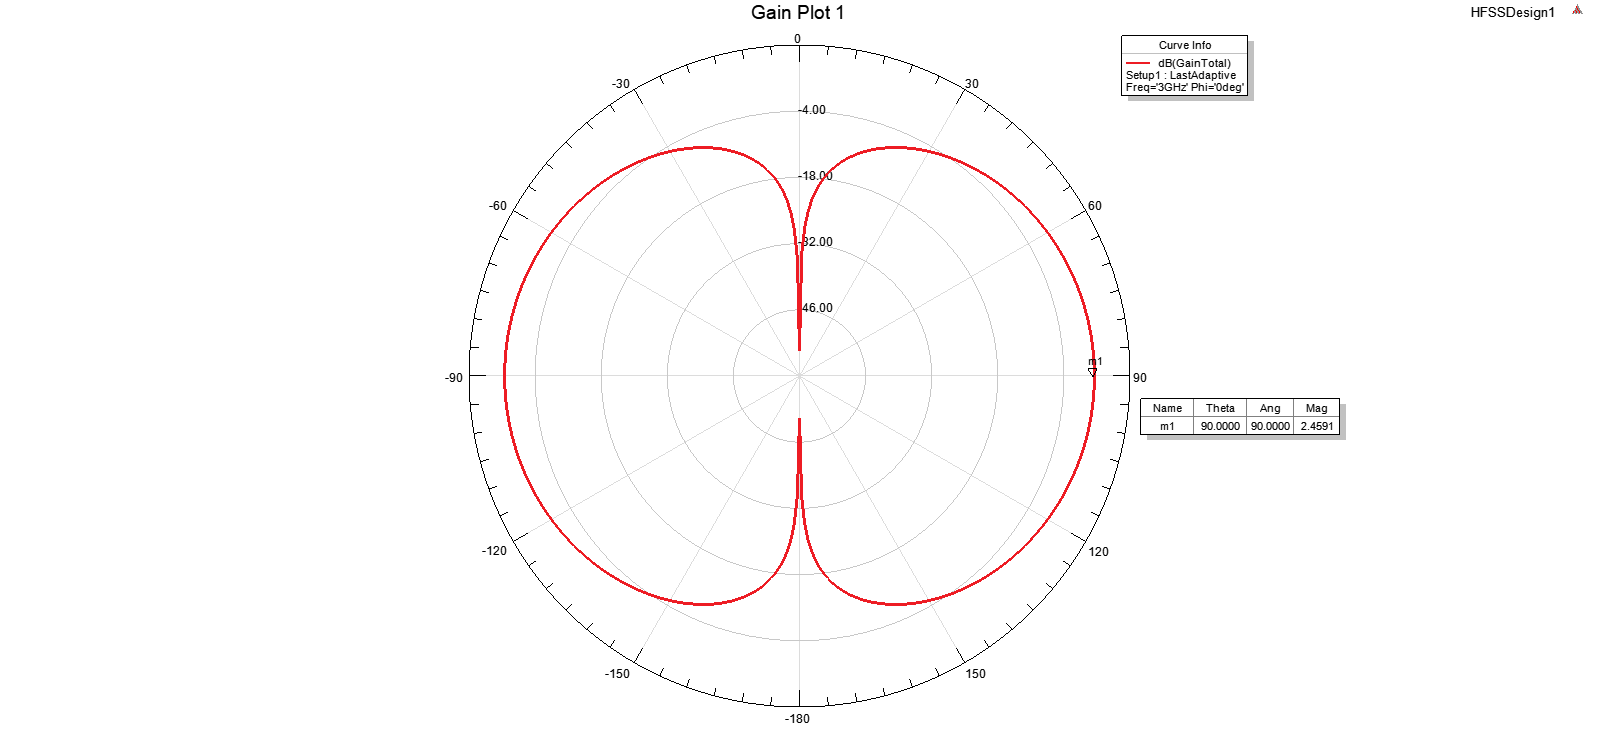 Gain Plot 1
HFSSDesign1
Curve Info
dB(GainTotal)
Setup1 : LastAdaptive
Freq='3GHz' Phi='0deg'
0
-30
30
-4.00
-18.00
-60
60
-32.00
46.00
m1
-90
90
Name Theta Ang Mag
m1 90.0000 90.0000 2.4591
-120
120
-150
150
-180